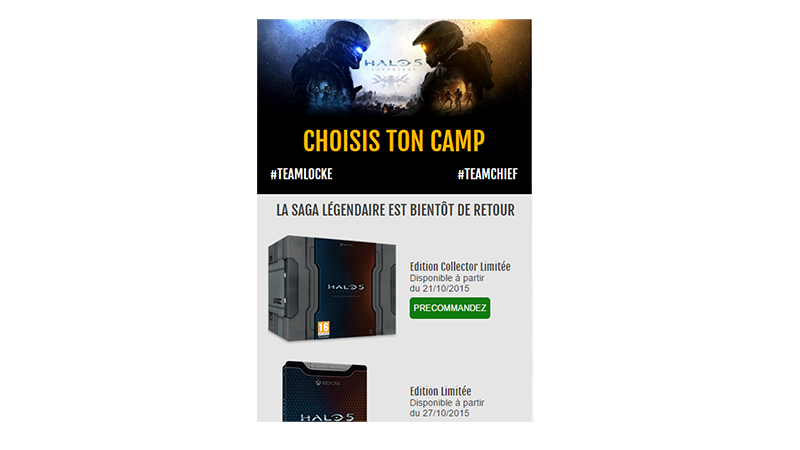 HALO 5
CHOISIS TON CAMP
#TEAMLOCKE
#TEAMCHIEF
LA SAGA LÉGENDAIRE EST BIENTÔT DE RETOUR
HALO 5
16
Edition Collector Limitée
Disponible à partir
du 21/10/2015
PRECOMMANDEZ
XBOX ONE
HALO 5
Edition Limitée
Disponible à partir
du 27/10/2015